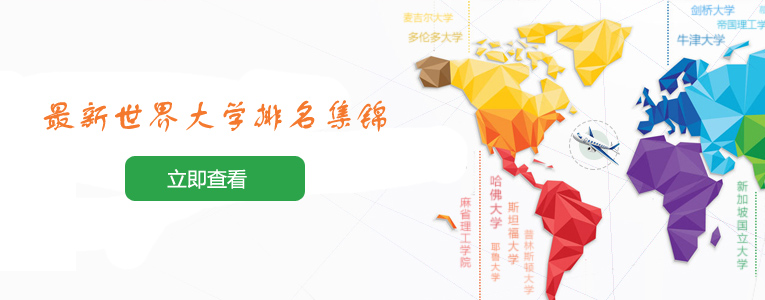 最新世界大学排名集锦
立即查看
麦吉尔大学
多伦多大学
剑桥大学
帝国理工学
牛津大学
麻省理工学院
哈佛大学
耶鲁大学
斯坦福大学
普林斯顿大学
新加坡国立大学